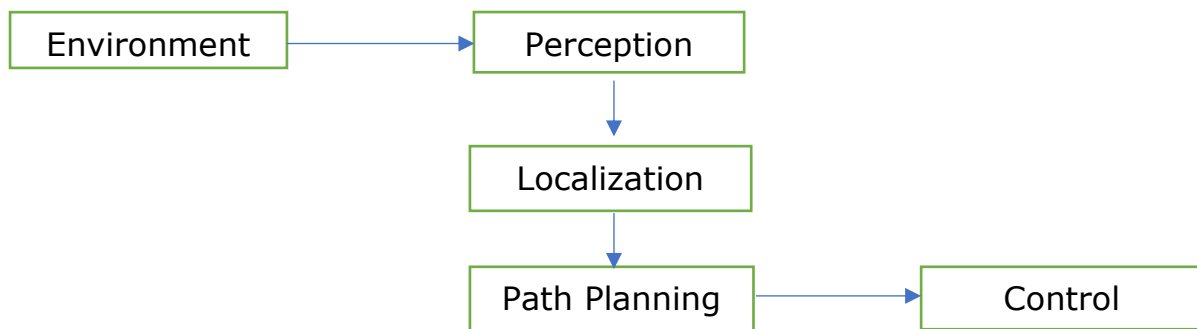 Environment
Perception
Localization
Path Planning
Control